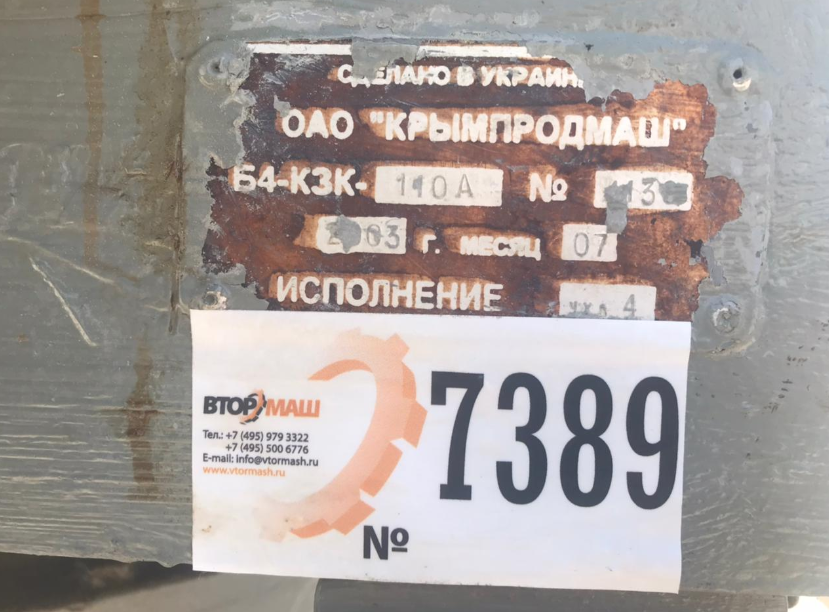 СДЕЛАНО В УКРАИН
ОАО "КРЫМПРОДМАШ"
Б4-КЗК- 110А №
г. МЕСЯЦ 07
ИСПОЛНЕНИЕ 4
ВТОРМАШ
Тел.: +7 (495) 979 3322
+7 (495) 500 6776
E-mail: info@vtormash.ru
www.vtormash.ru
№ 7389